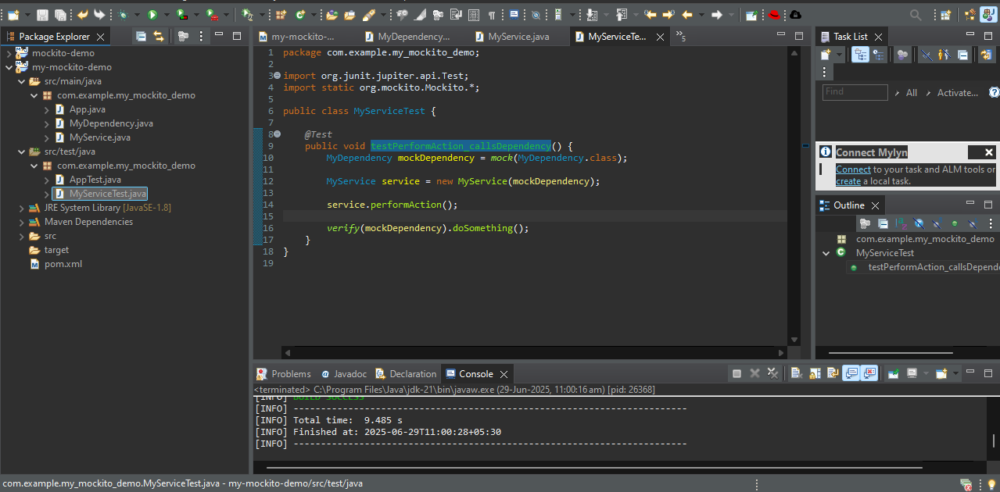 Package Explorer
mockito-demo
my-mockito-demo
src/main/java
com.example.my_mockito_demo
App.java
MyDependency.java
MyService.java
src/test/java
com.example.my_mockito_demo
AppTest.java
MyServiceTest.java
JRE System Library [JavaSE-1.8]
Maven Dependencies
src
target
pom.xml
my-mockito-... MyDependency... MyService.java MyServiceTe... »5
1 package com.example.my_mockito_demo;
2
3 import org.junit.jupiter.api.Test;
4 import static org.mockito.Mockito.*;
5
6 public class MyServiceTest {
7
8 @Test
9 public void testPerformAction_callsDependency() {
10 MyDependency mockDependency = mock(MyDependency.class);
11
12 MyService service = new MyService(mockDependency);
13
14 service.performAction();
15
16 verify(mockDependency).doSomething();
17 }
18 }
19
Task List
Find All Activate...
Connect Mylyn
Connect to your task and ALM tools or
create a local task.
Outline
com.example.my_mockito_demo
MyServiceTest
testPerformAction_callsDepend
Problems Javadoc Declaration Console
<terminated> C:\Program Files\Java\jdk-21\bin\javaw.exe (29-Jun-2025, 11:00:16 am) [pid: 26368]
[INFO] BUILD SUCCESS
[INFO] ------------------------------------------------------------------------
[INFO] Total time:  9.485 s
[INFO] Finished at: 2025-06-29T11:00:28+05:30
[INFO] ------------------------------------------------------------------------
com.example.my_mockito_demo.MyServiceTest.java - my-mockito-demo/src/test/java